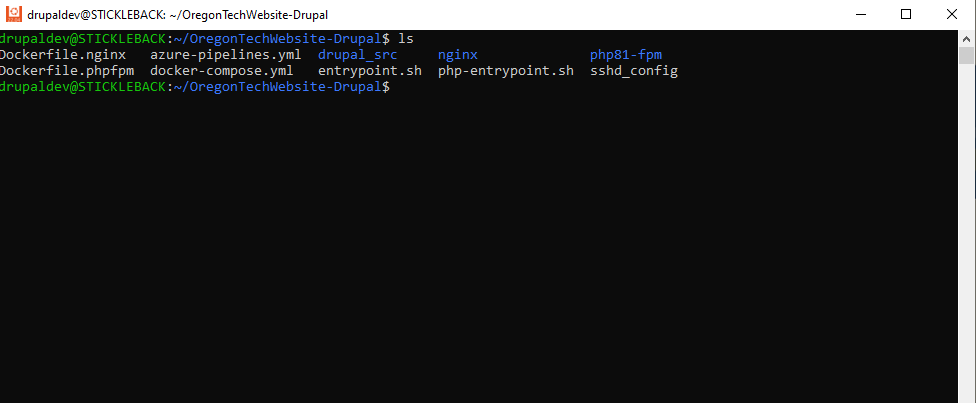 drupaldev@STICKLEBACK: ~/OregonTechWebsite-Drupal
drupaldev@STICKLEBACK:~/OregonTechWebsite-Drupal$ ls
Dockerfile.nginx   azure-pipelines.yml  drupal_src     nginx              php81-fpm
Dockerfile.phpfpm  docker-compose.yml   entrypoint.sh  php-entrypoint.sh  sshd_config
drupaldev@STICKLEBACK:~/OregonTechWebsite-Drupal$